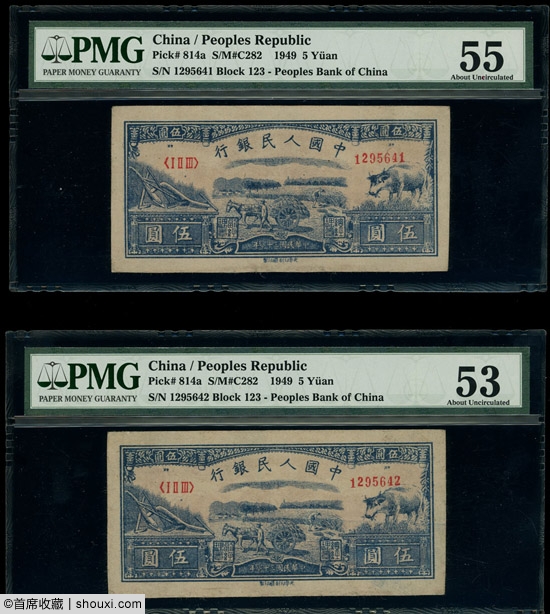 PMG
PAPER MONEY GUARANTY
China / Peoples Republic
Pick# 814a S/M#C282 1949 5 Yüan
S/N 1295641 Block 123 - Peoples Bank of China
55
About Uncirculated
伍圓
行銀民人國中
〈I II III〉
1295641
圓伍
圓伍
PMG
PAPER MONEY GUARANTY
China / Peoples Republic
Pick# 814a S/M#C282 1949 5 Yüan
S/N 1295642 Block 123 - Peoples Bank of China
53
About Uncirculated
行銀民人國中
〈I II III〉
1295642
圓伍
圓伍
@首席收藏 | shouxi.com